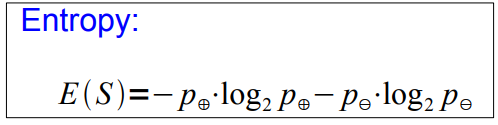 Entropy:
E(S)=−p⊕·log₂ p⊕−p⊖·log₂ p⊖